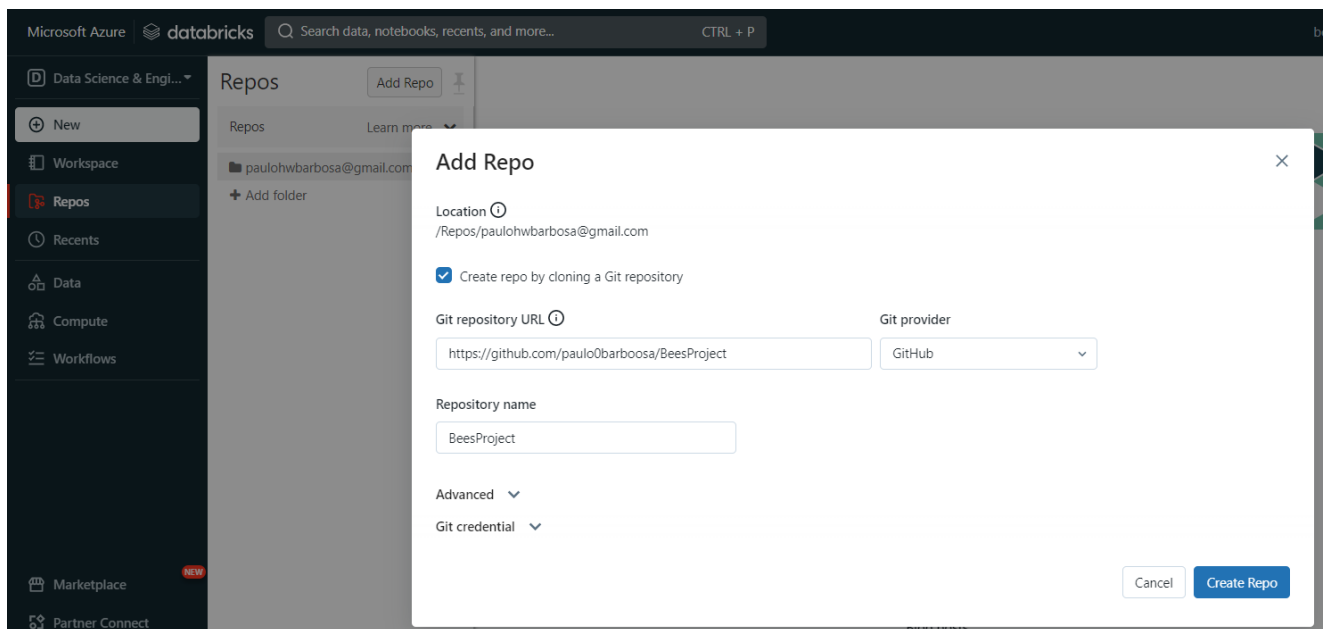 Microsoft Azure databricks Search data, notebooks, recents, and more... CTRL + P
D Data Science & Engi...
New
Workspace
Repos
Recents
Data
Compute
Workflows
Marketplace
NEW
Partner Connect
Repos Add Repo
Repos Learn more
paulohwbarbosa@gmail.com
+ Add folder
Add Repo
Location
/Repos/paulohwbarbosa@gmail.com
Create repo by cloning a Git repository
Git repository URL Git provider
https://github.com/paulo0barboosa/BeesProject GitHub
Repository name
BeesProject
Advanced
Git credential
Cancel Create Repo